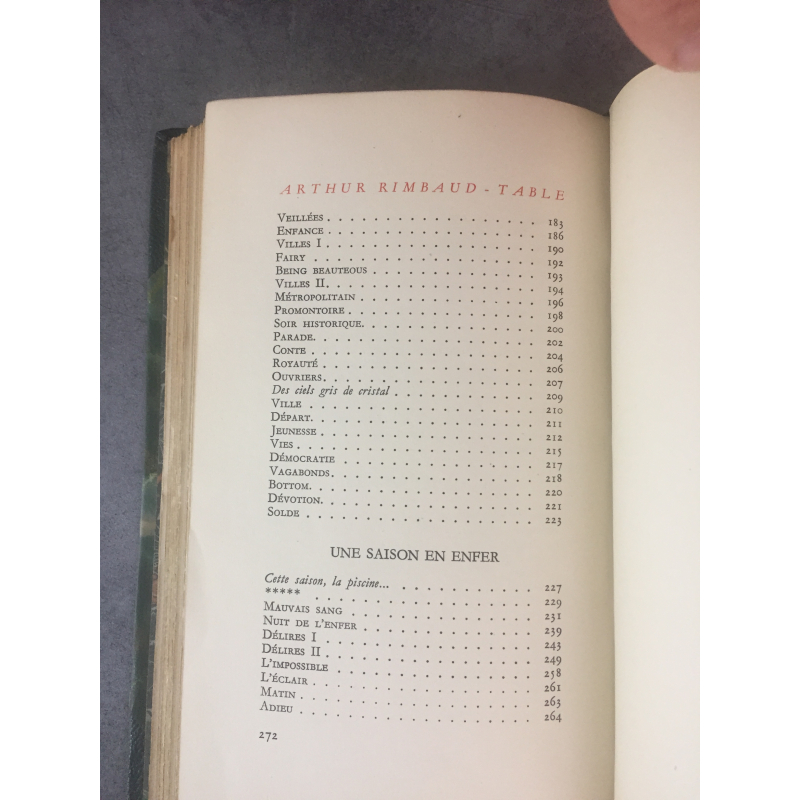 ARTHUR RIMBAUD - TABLE
VEILLÉES . . . . . . . . . . . . . . . . . . 183
ENFANCE . . . . . . . . . . . . . . . . . . 186
VILLES I . . . . . . . . . . . . . . . . . . 190
FAIRY . . . . . . . . . . . . . . . . . . 192
BEING BEAUTEOUS . . . . . . . . . . . . . . 193
VILLES II . . . . . . . . . . . . . . . . . . 194
MÉTROPOLITAIN . . . . . . . . . . . . . . . 196
PROMONTOIRE . . . . . . . . . . . . . . . . 198
SOIR HISTORIQUE . . . . . . . . . . . . . . 200
PARADE . . . . . . . . . . . . . . . . . . 202
CONTE . . . . . . . . . . . . . . . . . . 204
ROYAUTÉ . . . . . . . . . . . . . . . . . . 206
OUVRIERS . . . . . . . . . . . . . . . . . . 207
Des ciels gris de cristal . . . . . . . . . . . . 209
VILLE . . . . . . . . . . . . . . . . . . 210
DÉPART . . . . . . . . . . . . . . . . . . 211
JEUNESSE . . . . . . . . . . . . . . . . . . 212
VIES . . . . . . . . . . . . . . . . . . 215
DÉMOCRATIE . . . . . . . . . . . . . . . . 217
VAGABONDS . . . . . . . . . . . . . . . . . 218
BOTTOM . . . . . . . . . . . . . . . . . . 220
DÉVOTION . . . . . . . . . . . . . . . . . . 221
SOLDE . . . . . . . . . . . . . . . . . . 223
UNE SAISON EN ENFER
Cette saison, la piscine... . . . . . . . . . . . 227
***** . . . . . . . . . . . . . . . . . . 229
MAUVAIS SANG . . . . . . . . . . . . . . . 231
NUIT DE L'ENFER . . . . . . . . . . . . . . 239
DÉLIRES I . . . . . . . . . . . . . . . . . 243
DÉLIRES II . . . . . . . . . . . . . . . . . 249
L'IMPOSSIBLE . . . . . . . . . . . . . . . . 258
L'ÉCLAIR . . . . . . . . . . . . . . . . . . 261
MATIN . . . . . . . . . . . . . . . . . . 263
ADIEU . . . . . . . . . . . . . . . . . . 264
272